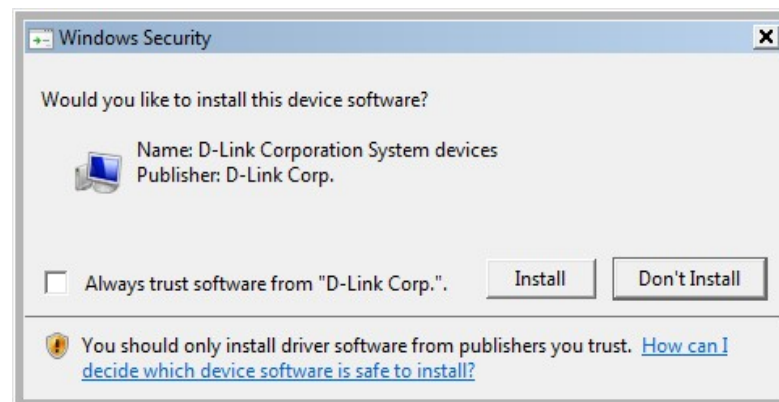 Windows Security
Would you like to install this device software?
Name: D-Link Corporation System devices
Publisher: D-Link Corp.
Always trust software from "D-Link Corp.".
Install
Don't Install
You should only install driver software from publishers you trust. How can I
decide which device software is safe to install?